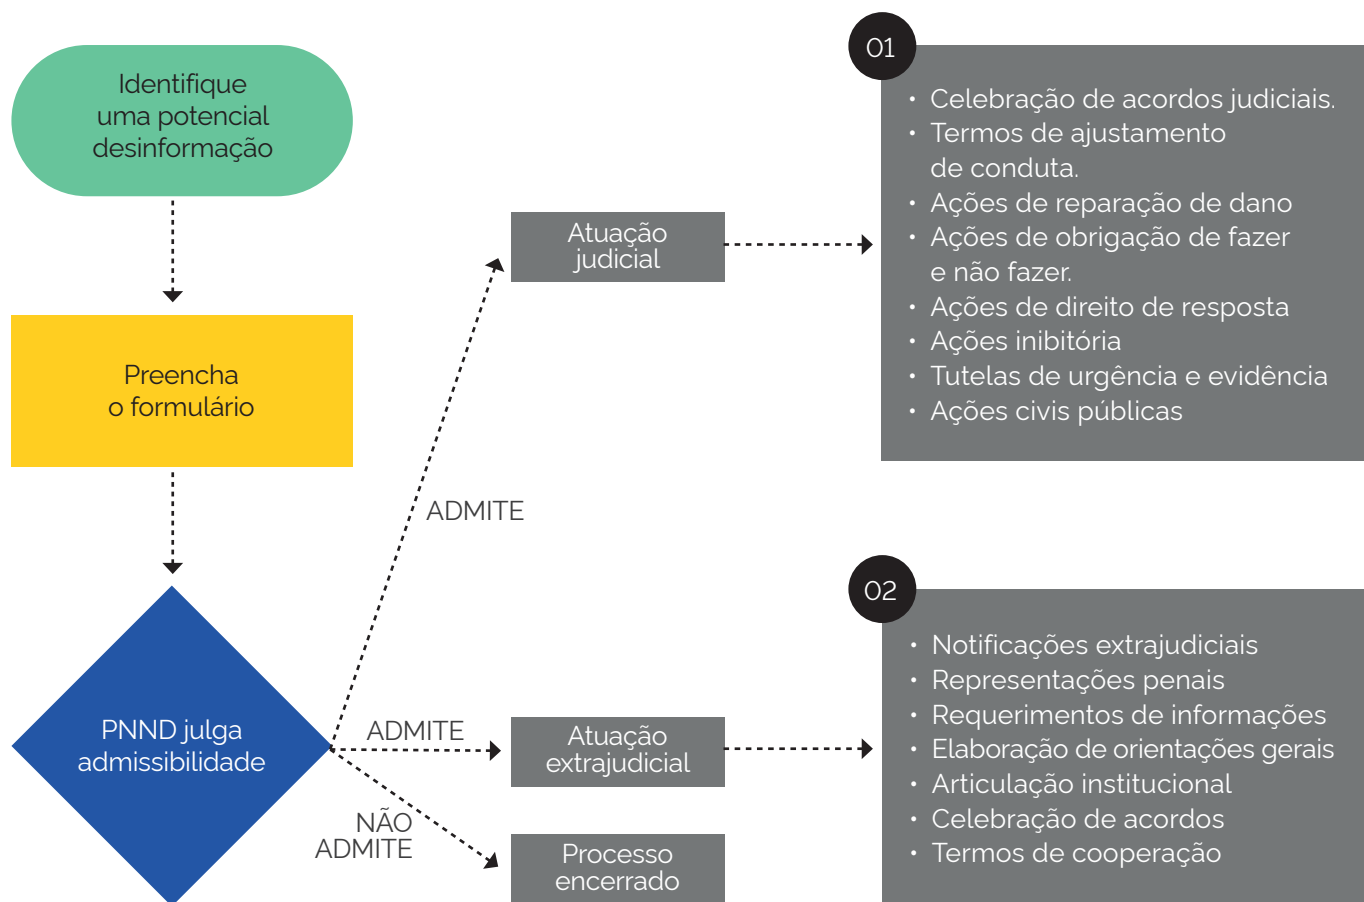 Identifique
uma potencial
desinformação
Preencha
o formulário
PNND julga
admissibilidade
ADMITE
ADMITE
NÃO
ADMITE
Atuação
judicial
Atuação
extrajudicial
Processo
encerrado
01
• Celebração de acordos judiciais.
• Termos de ajustamento
de conduta.
• Ações de reparação de dano
• Ações de obrigação de fazer
e não fazer.
• Ações de direito de resposta
• Ações inibitória
• Tutelas de urgência e evidência
• Ações civis públicas
02
• Notificações extrajudiciais
• Representações penais
• Requerimentos de informações
• Elaboração de orientações gerais
• Articulação institucional
• Celebração de acordos
• Termos de cooperação